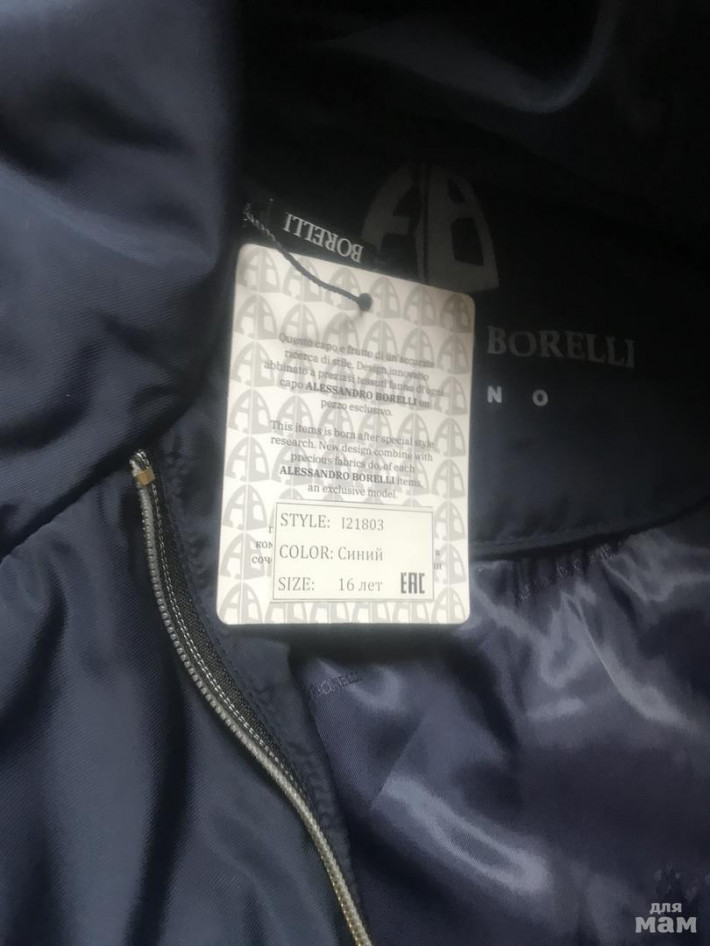 BORELLI
BORELLI
N O
Questo capo e frutto di un accurata
ricerca di stile. Design innovativo
abbinato a preziosi tessuti fanno di ogni
capo ALESSANDRO BORELLI un
pezzo esclusivo.
This items is born after special style
research. New design combine with
precious fabrics do, of each
ALESSANDRO BORELLI items,
an exclusive model.
STYLE: I21803
COLOR: Синий
SIZE: 16 лет EAC
для
мам